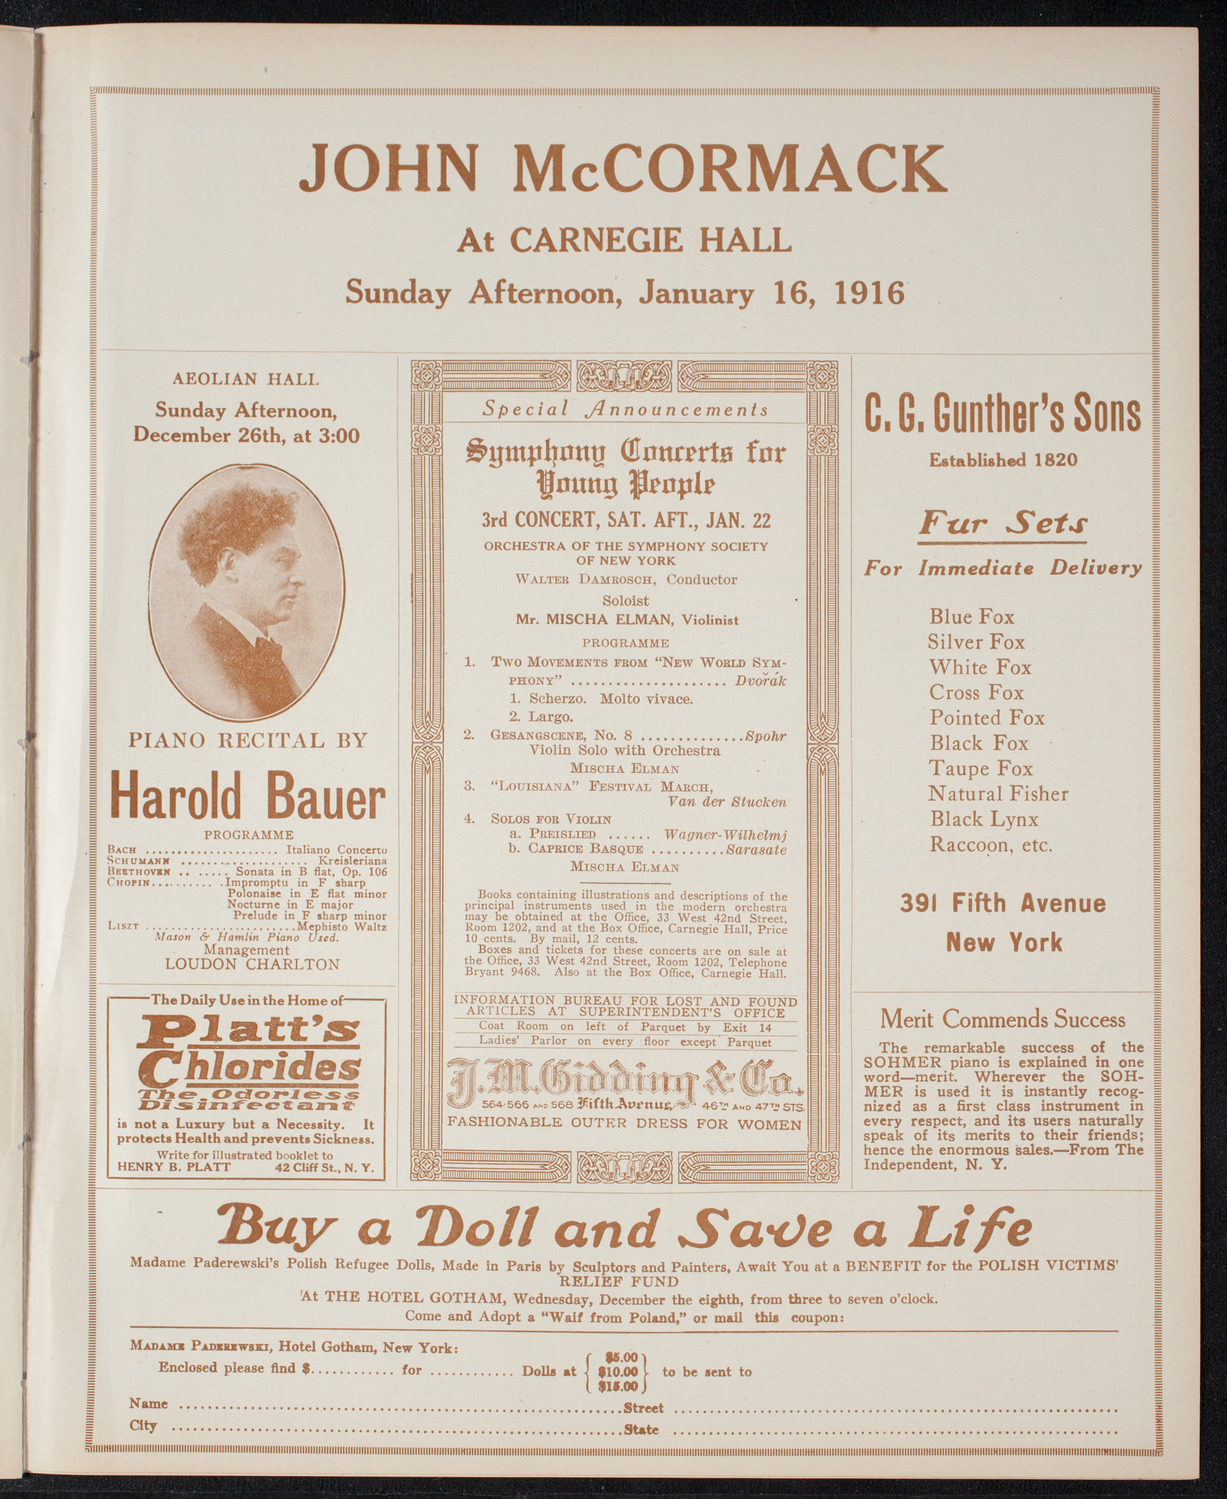 JOHN McCORMACK
At CARNEGIE HALL
Sunday Afternoon, January 16, 1916
AEOLIAN HALL
Sunday Afternoon,
December 26th, at 3:00
PIANO RECITAL BY
Harold Bauer
PROGRAMME
BACH ..................... Italiano Concerto
SCHUMANN .................... Kreisleriana
BEETHOVEN .. ...... Sonata in B flat, Op. 106
CHOPIN.......... .Impromptu in F sharp
Polonaise in E flat minor
Nocturne in E major
Prelude in F sharp minor
LISZT ........................Mephisto Waltz
Mason & Hamlin Piano Used.
Management
LOUDON CHARLTON
The Daily Use in the Home of
Platt's
Chlorides
The Odorless
Disinfectant
is not a Luxury but a Necessity. It
protects Health and prevents Sickness.
Write for illustrated booklet to
HENRY B. PLATT 42 Cliff St., N. Y.
Special Announcements
Symphony Concerts for
Young People
3rd CONCERT, SAT. AFT., JAN. 22
ORCHESTRA OF THE SYMPHONY SOCIETY
OF NEW YORK
WALTER DAMROSCH, Conductor
Soloist
Mr. MISCHA ELMAN, Violinist
PROGRAMME
1. TWO MOVEMENTS FROM "NEW WORLD SYM-
PHONY" .................... Dvořák
1. Scherzo. Molto vivace.
2. Largo.
2. GESANGSCENE, No. 8 .............Spohr
Violin Solo with Orchestra
MISCHA ELMAN
3. "LOUISIANA" FESTIVAL MARCH,
Van der Stucken
4. SOLOS FOR VIOLIN
a. PREISLIED ...... Wagner-Wilhelmj
b. CAPRICE BASQUE ..........Sarasate
MISCHA ELMAN
Books containing illustrations and descriptions of the
principal instruments used in the modern orchestra
may be obtained at the Office, 33 West 42nd Street,
Room 1202, and at the Box Office, Carnegie Hall, Price
10 cents. By mail, 12 cents.
Boxes and tickets for these concerts are on sale at
the Office, 33 West 42nd Street, Room 1202, Telephone
Bryant 9468. Also at the Box Office, Carnegie Hall.
INFORMATION BUREAU FOR LOST AND FOUND
ARTICLES AT SUPERINTENDENT'S OFFICE
Coat Room on left of Parquet by Exit 14
Ladies' Parlor on every floor except Parquet
J.M. Gidding & Co.
564-566 AND 568 Fifth Avenue, 46TH AND 47TH STS.
FASHIONABLE OUTER DRESS FOR WOMEN
C. G. Gunther's Sons
Established 1820
Fur Sets
For Immediate Delivery
Blue Fox
Silver Fox
White Fox
Cross Fox
Pointed Fox
Black Fox
Taupe Fox
Natural Fisher
Black Lynx
Raccoon, etc.
391 Fifth Avenue
New York
Merit Commends Success
The remarkable success of the
SOHMER piano is explained in one
word—merit. Wherever the SOH-
MER is used it is instantly recog-
nized as a first class instrument in
every respect, and its users naturally
speak of its merits to their friends;
hence the enormous sales.—From The
Independent, N. Y.
Buy a Doll and Save a Life
Madame Paderewski's Polish Refugee Dolls, Made in Paris by Sculptors and Painters, Await You at a BENEFIT for the POLISH VICTIMS'
RELIEF FUND
At THE HOTEL GOTHAM, Wednesday, December the eighth, from three to seven o'clock.
Come and Adopt a "Waif from Poland," or mail this coupon:
MADAME PADEREWSKI, Hotel Gotham, New York:
Enclosed please find $............ for ............ Dolls at { $5.00 $10.00 $15.00 } to be sent to
Name ........................................ Street ........................................
City ........................................ State ........................................